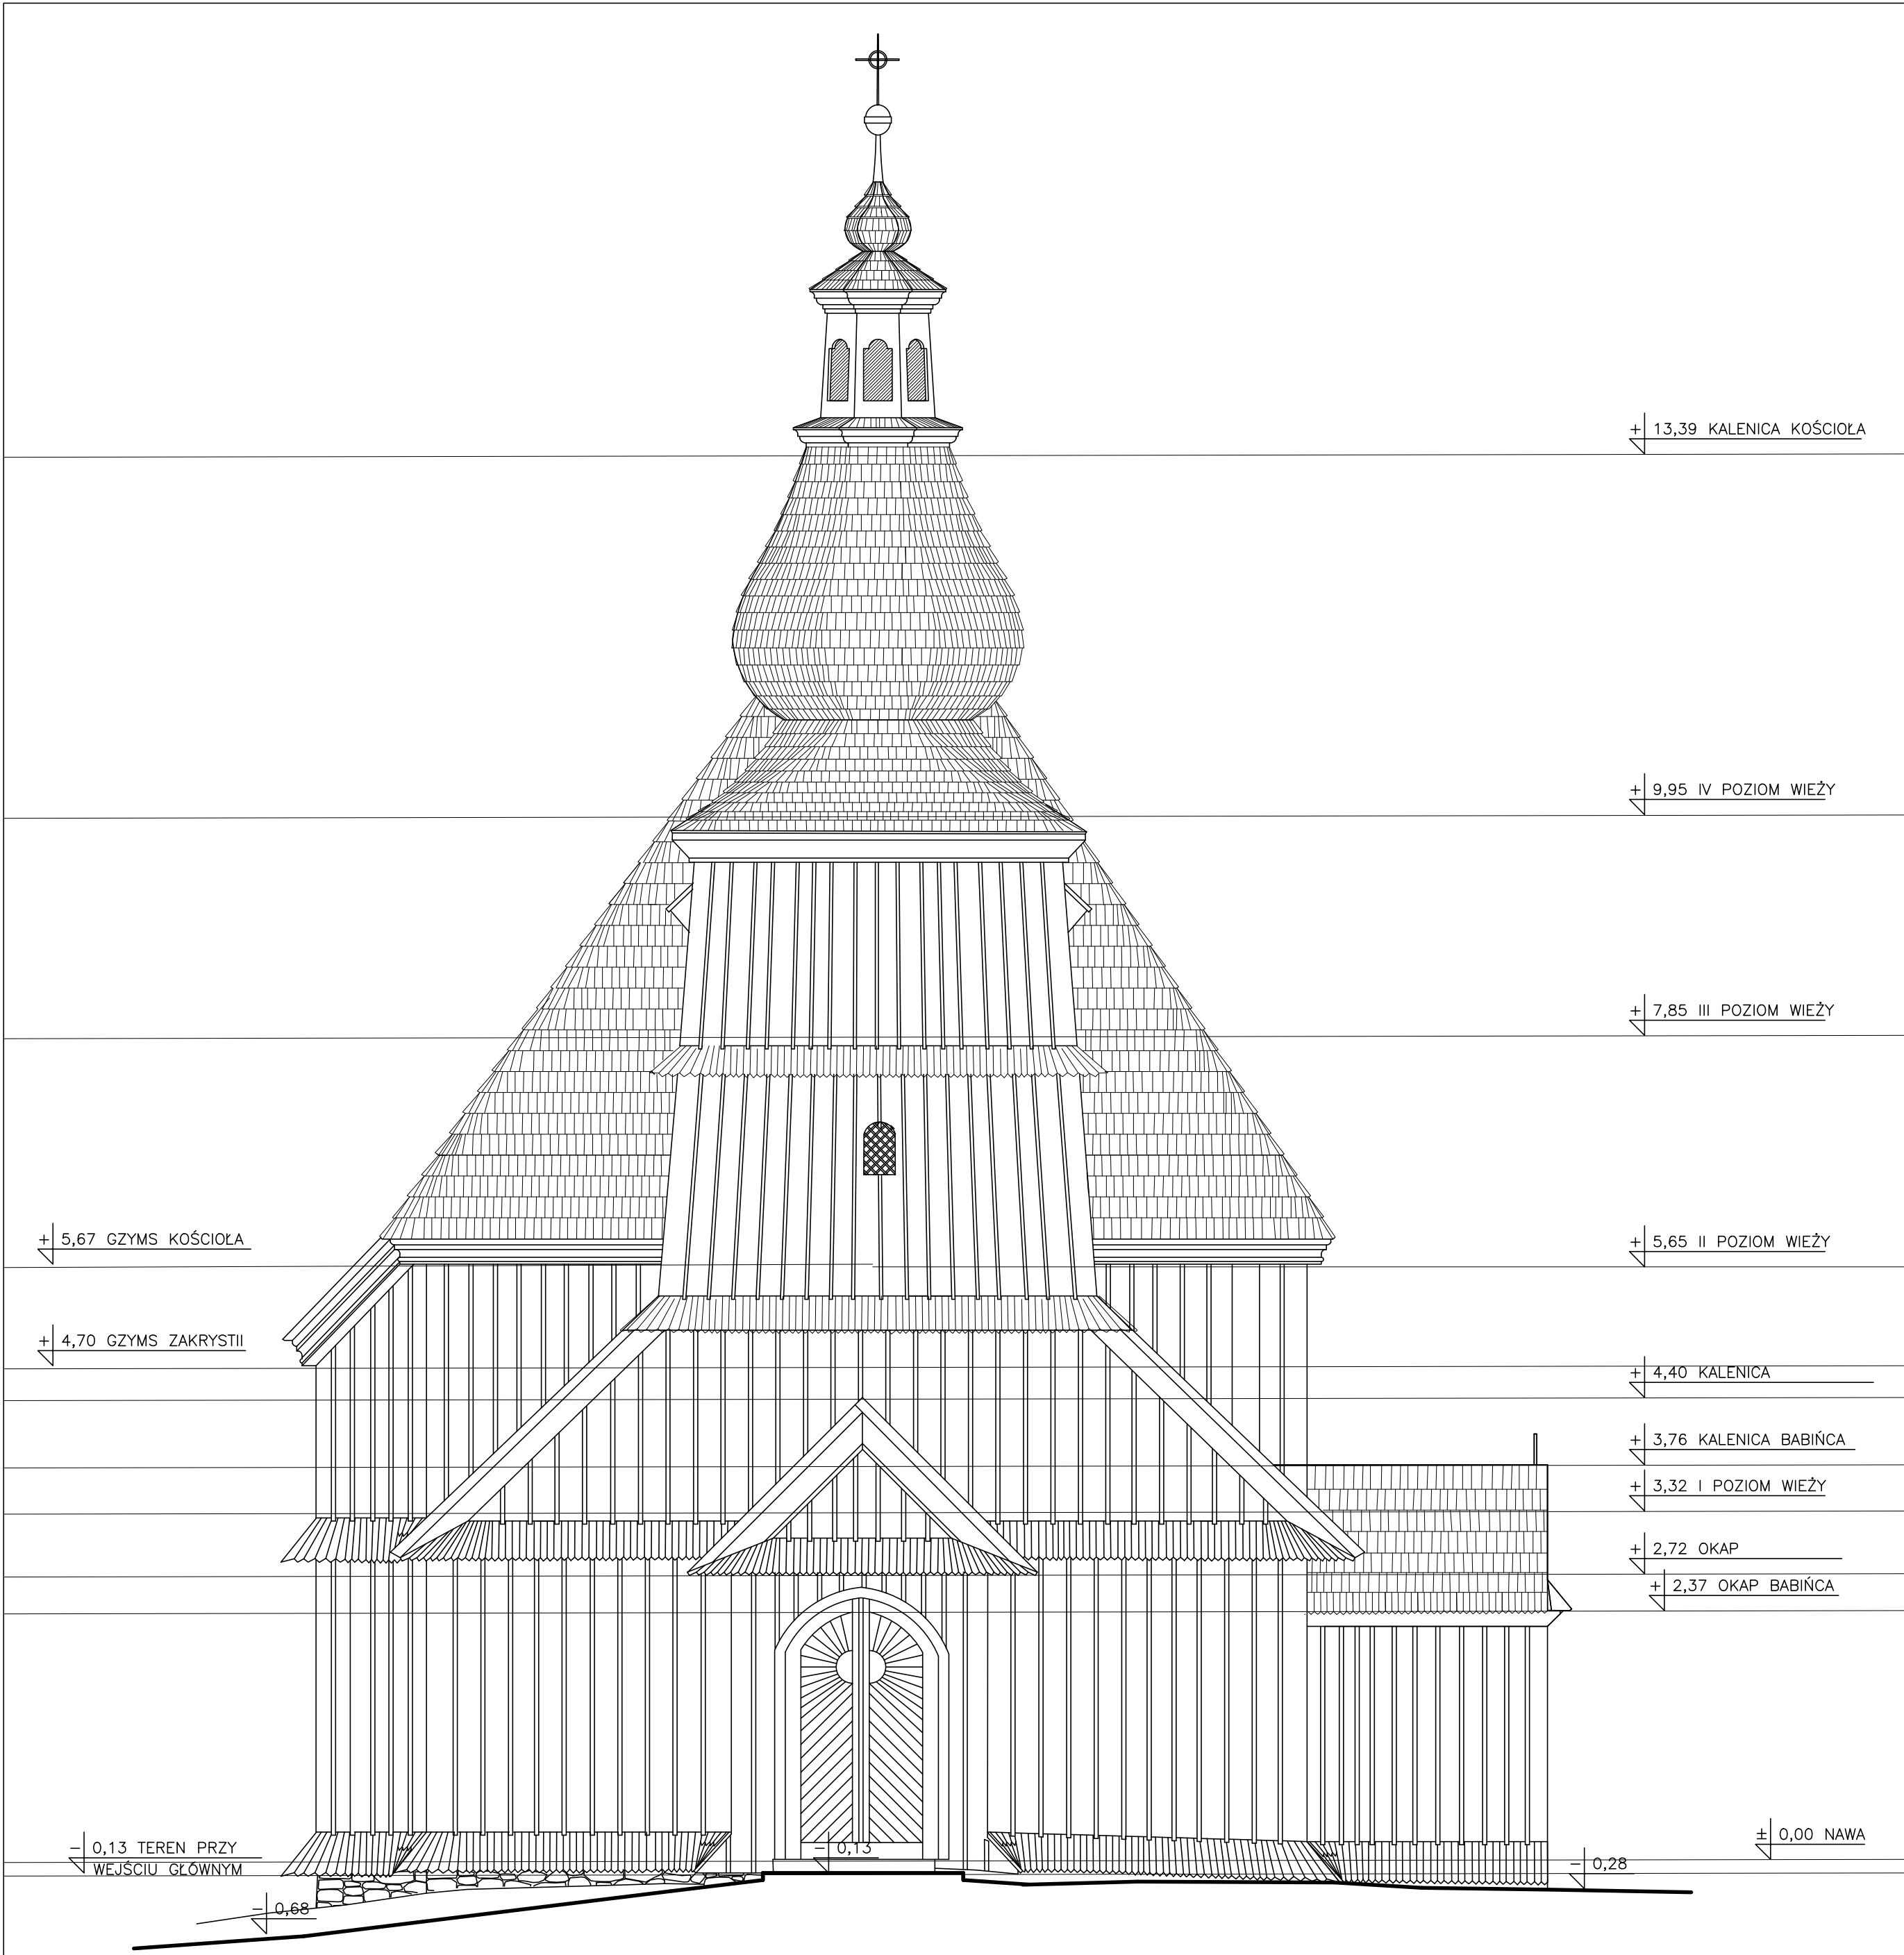 + 13,39 KALENICA KOŚCIOŁA
+ 9,95 IV POZIOM WIEŻY
+ 7,85 III POZIOM WIEŻY
+ 5,67 GZYMS KOŚCIOŁA
+ 5,65 II POZIOM WIEŻY
+ 4,70 GZYMS ZAKRYSTII
+ 4,40 KALENICA
+ 3,76 KALENICA BABIŃCA
+ 3,32 I POZIOM WIEŻY
+ 2,72 OKAP
+ 2,37 OKAP BABIŃCA
± 0,00 NAWA
- 0,13 TEREN PRZY
WEJŚCIU GŁÓWNYM
- 0,13
- 0,28
- 0,68